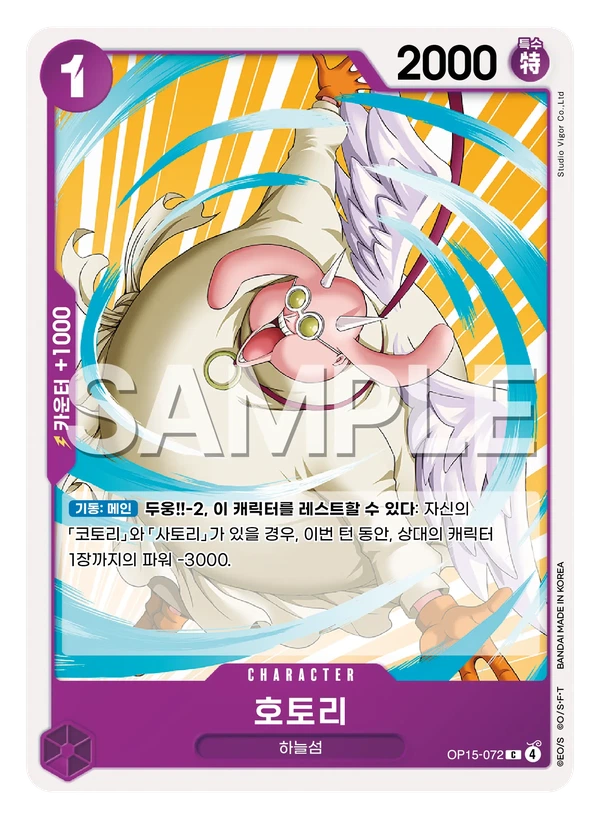 1
2000
특수
特
Studio Vigor Co.,Ltd
카운터 +1000
SAMPLE
기동: 메인 두웅!!-2, 이 캐릭터를 레스트할 수 있다: 자신의
「코토리」와 「사토리」가 있을 경우, 이번 턴 동안, 상대의 캐릭터
1장까지의 파워 -3000.
CHARACTER
호토리
하늘섬
OP15-072 C 4
©EO/S ©O/S·F·T BANDAI MADE IN KOREA